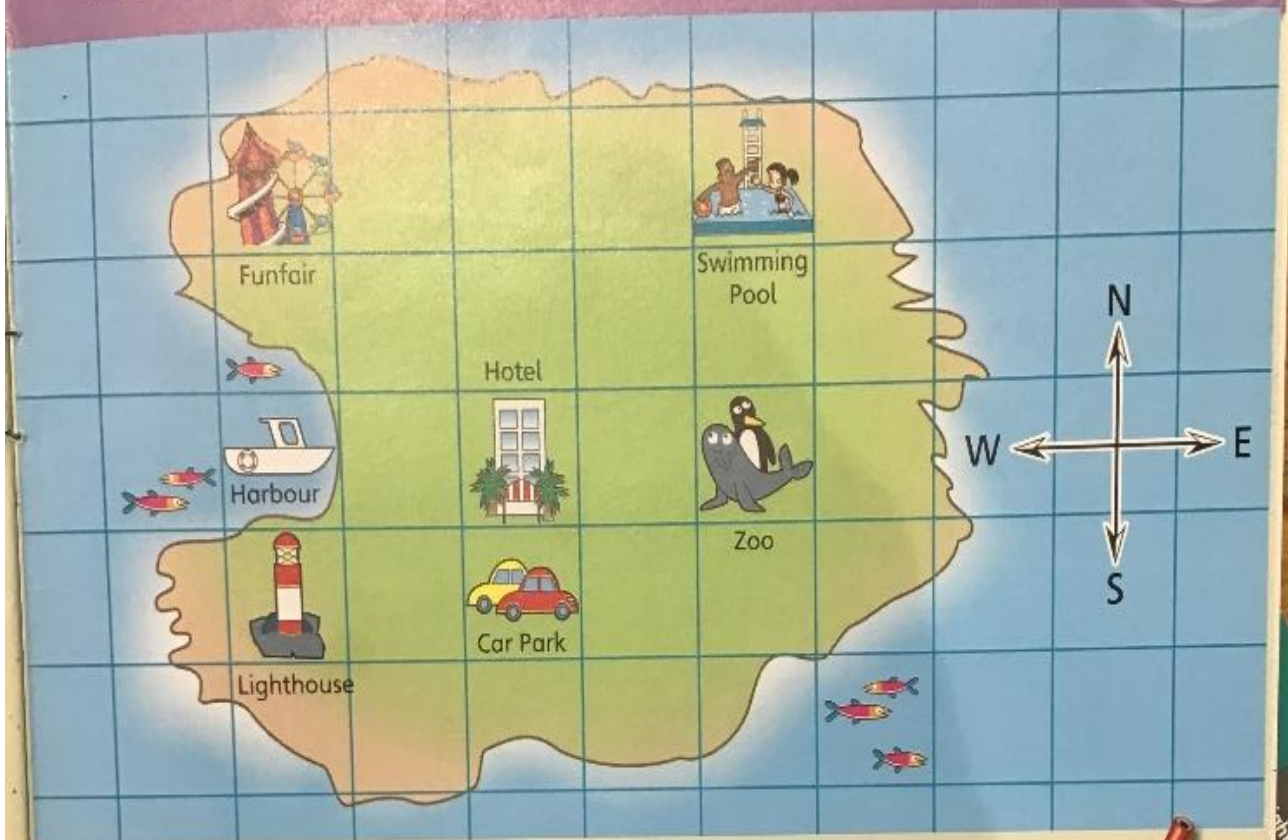 Funfair
Swimming
Pool
N
Hotel
W
E
Harbour
Zoo
S
Car Park
Lighthouse